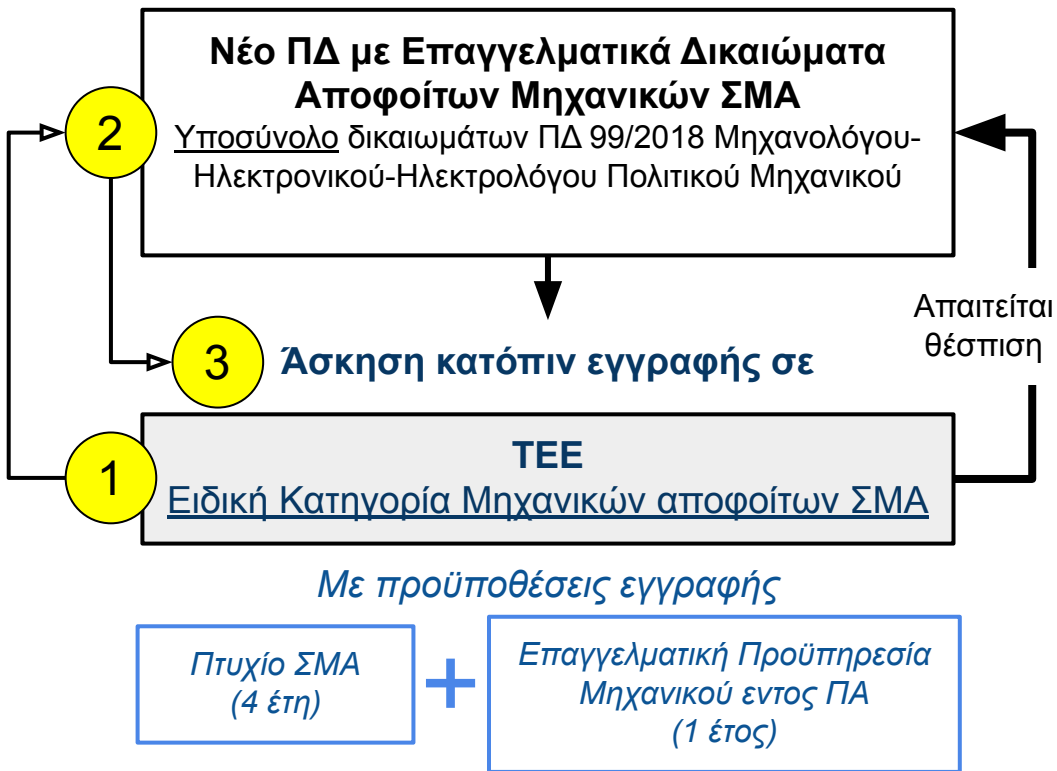 Νέο ΠΔ με Επαγγελματικά Δικαιώματα
Αποφοίτων Μηχανικών ΣΜΑ
Υποσύνολο δικαιωμάτων ΠΔ 99/2018 Μηχανολόγου-
Ηλεκτρονικού-Ηλεκτρολόγου Πολιτικού Μηχανικού
2
Απαιτείται
θέσπιση
3
Άσκηση κατόπιν εγγραφής σε
1
ΤΕΕ
Ειδική Κατηγορία Μηχανικών αποφοίτων ΣΜΑ
Με προϋποθέσεις εγγραφής
Πτυχίο ΣΜΑ
(4 έτη)
+
Επαγγελματική Προϋπηρεσία
Μηχανικού εντος ΠΑ
(1 έτος)